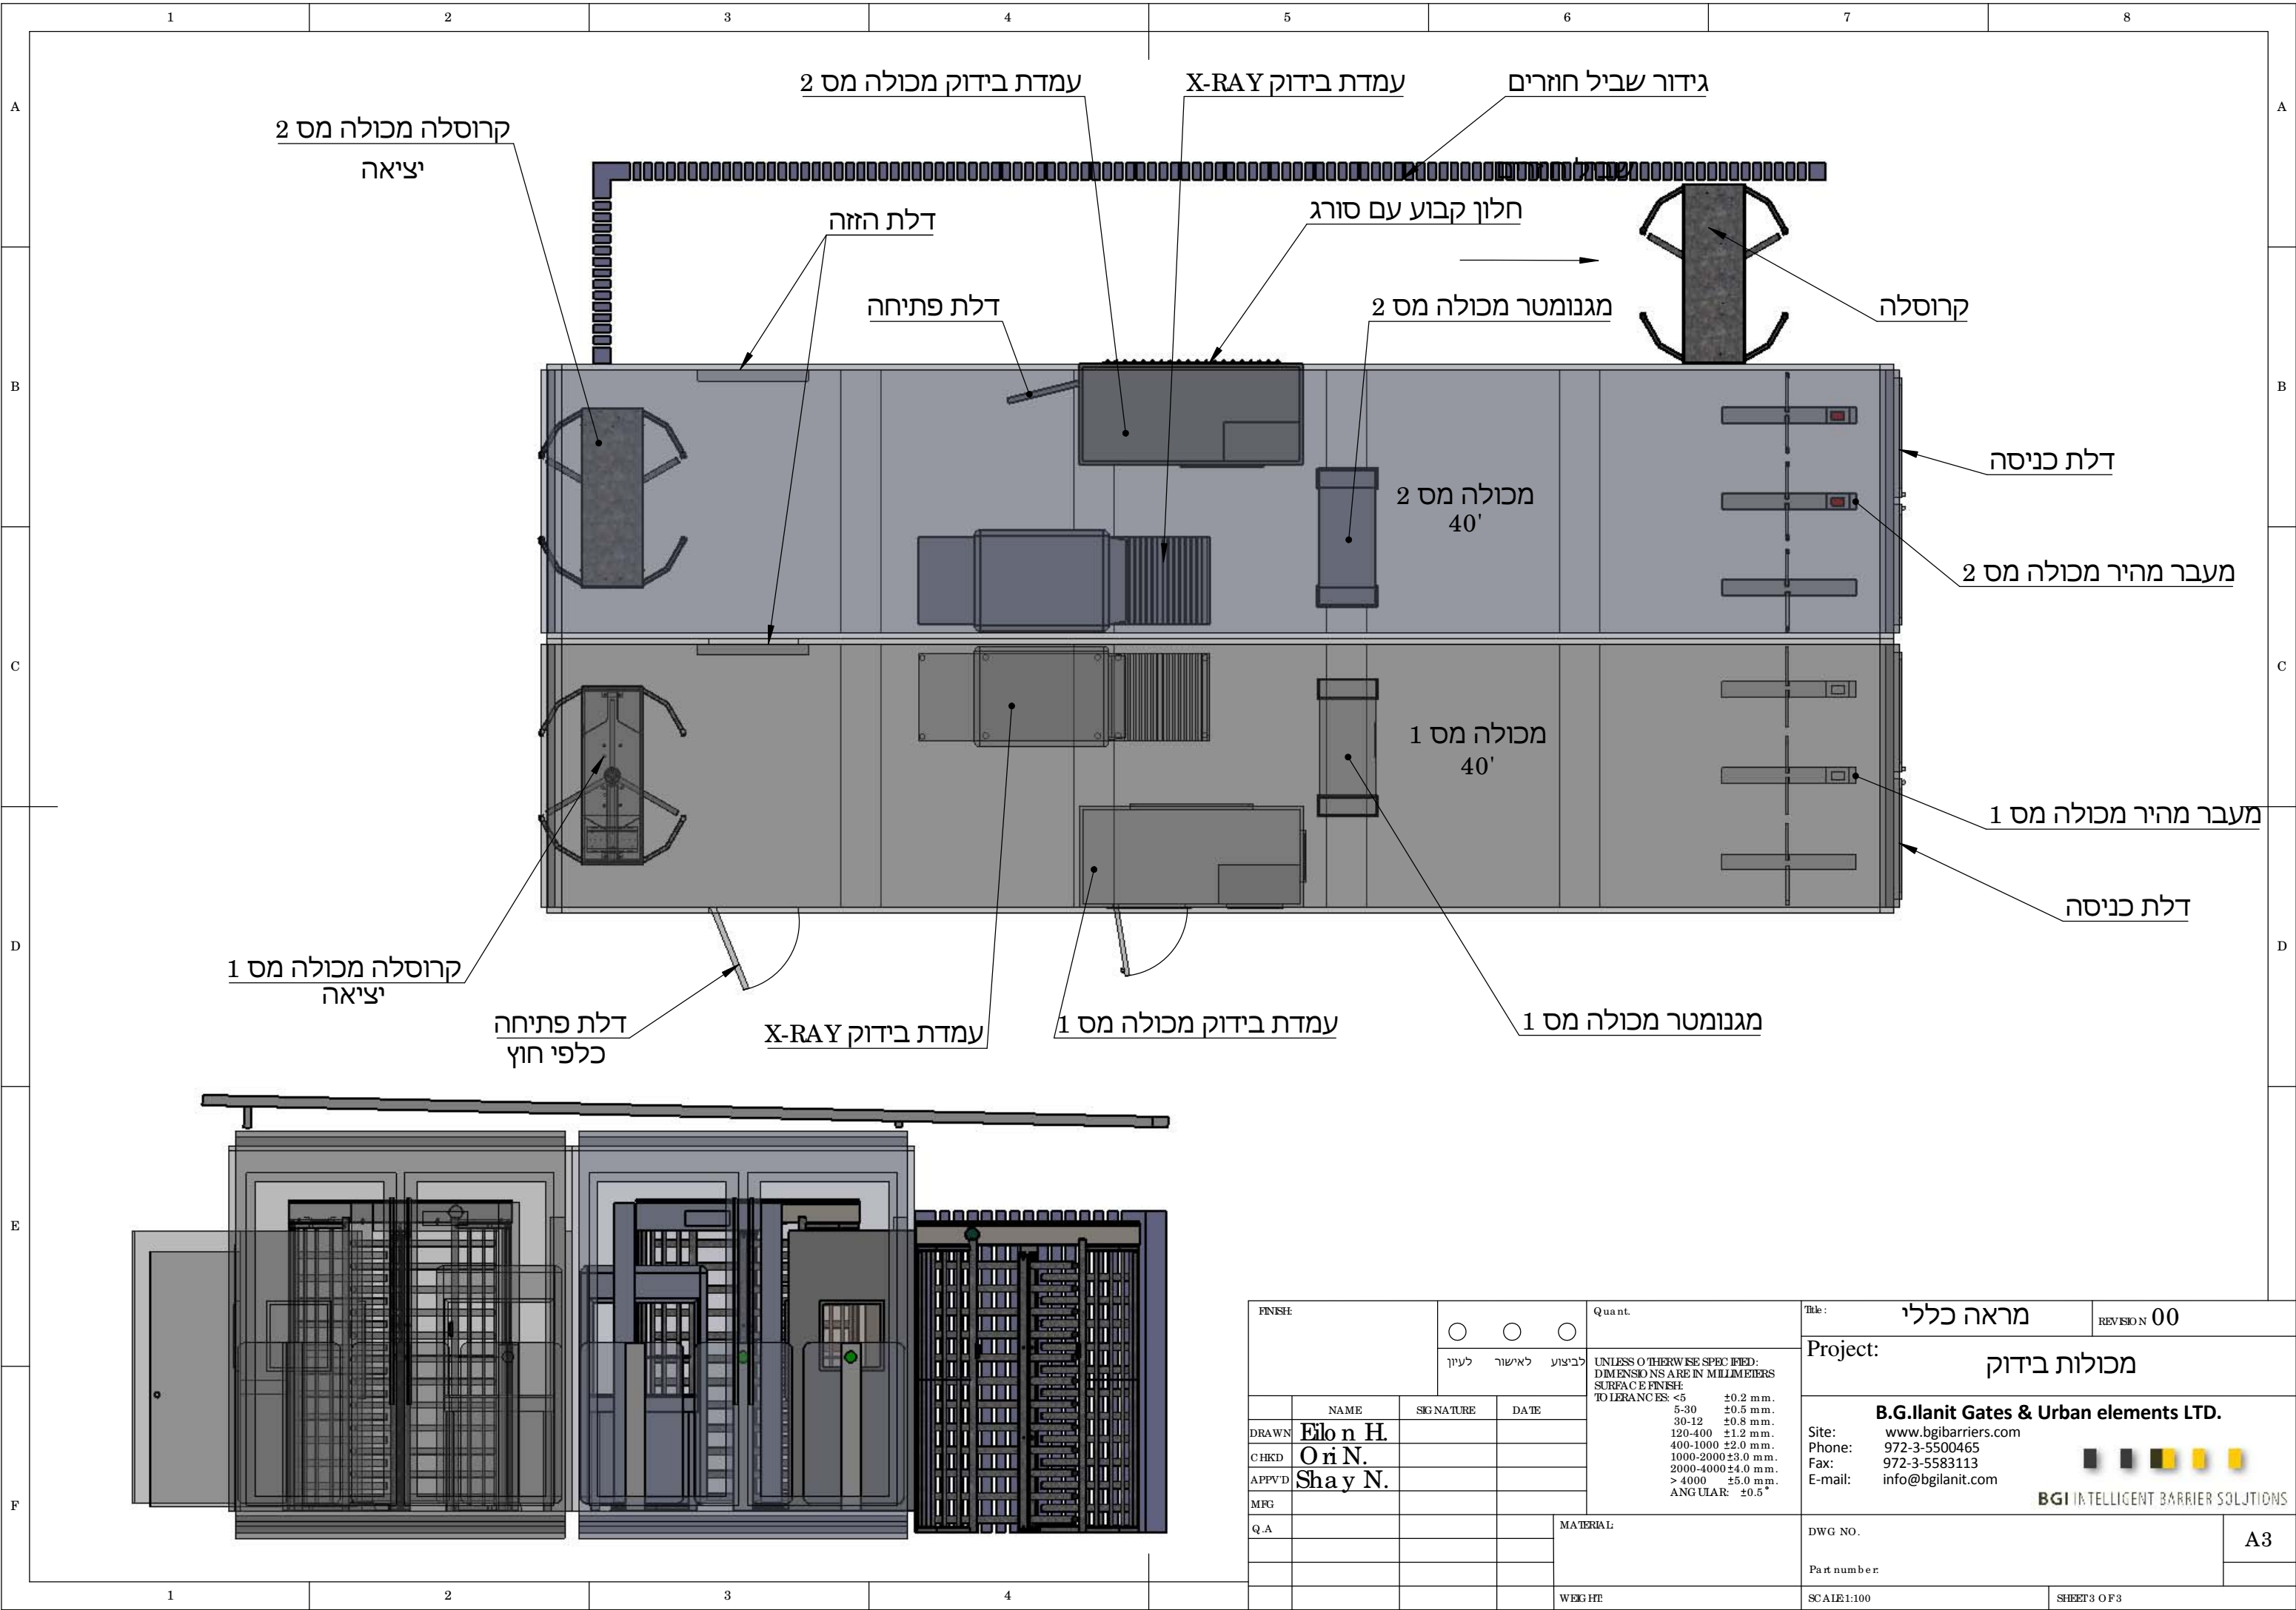 1 2 3 4 5 6 7 8
A A
עמדת בידוק מכולה מס 2
עמדת בידוק X-RAY
גידור שביל חוזרים
קרוסלה מכולה מס 2
יציאה
שביל חוזרים
דלת הזזה
חלון קבוע עם סורג
דלת פתיחה
מגנומטר מכולה מס 2
קרוסלה
B B
דלת כניסה
מכולה מס 2
40'
מעבר מהיר מכולה מס 2
C C
מכולה מס 1
40'
מעבר מהיר מכולה מס 1
דלת כניסה
D D
קרוסלה מכולה מס 1
יציאה
דלת פתיחה
כלפי חוץ
עמדת בידוק X-RAY
עמדת בידוק מכולה מס 1
מגנומטר מכולה מס 1
E E
F F
1 2 3 4
FINISH:
לעיון לאישור לביצוע
Quant.
UNLESS OTHERWISE SPECIFIED:
DIMENSIONS ARE IN MILLIMETERS
SURFACE FINISH:
TOLERANCES: <5 ±0.2 mm.
5-30 ±0.5 mm.
30-12 ±0.8 mm.
120-400 ±1.2 mm.
400-1000 ±2.0 mm.
1000-2000 ±3.0 mm.
2000-4000 ±4.0 mm.
> 4000 ±5.0 mm.
ANGULAR: ±0.5°
NAME SIGNATURE DATE
DRAWN Eilon H.
CHKD Ori N.
APPV'D Shay N.
MFG
Q.A
MATERIAL:
WEIGHT:
Title: מראה כללי
REVISION 00
Project:
מכולות בידוק
B.G.Ilanit Gates & Urban elements LTD.
Site: www.bgibarriers.com
Phone: 972-3-5500465
Fax: 972-3-5583113
E-mail: info@bgilanit.com
BGI INTELLIGENT BARRIER SOLUTIONS
DWG NO.
A3
Part number:
SCALE:1:100
SHEET 3 OF 3